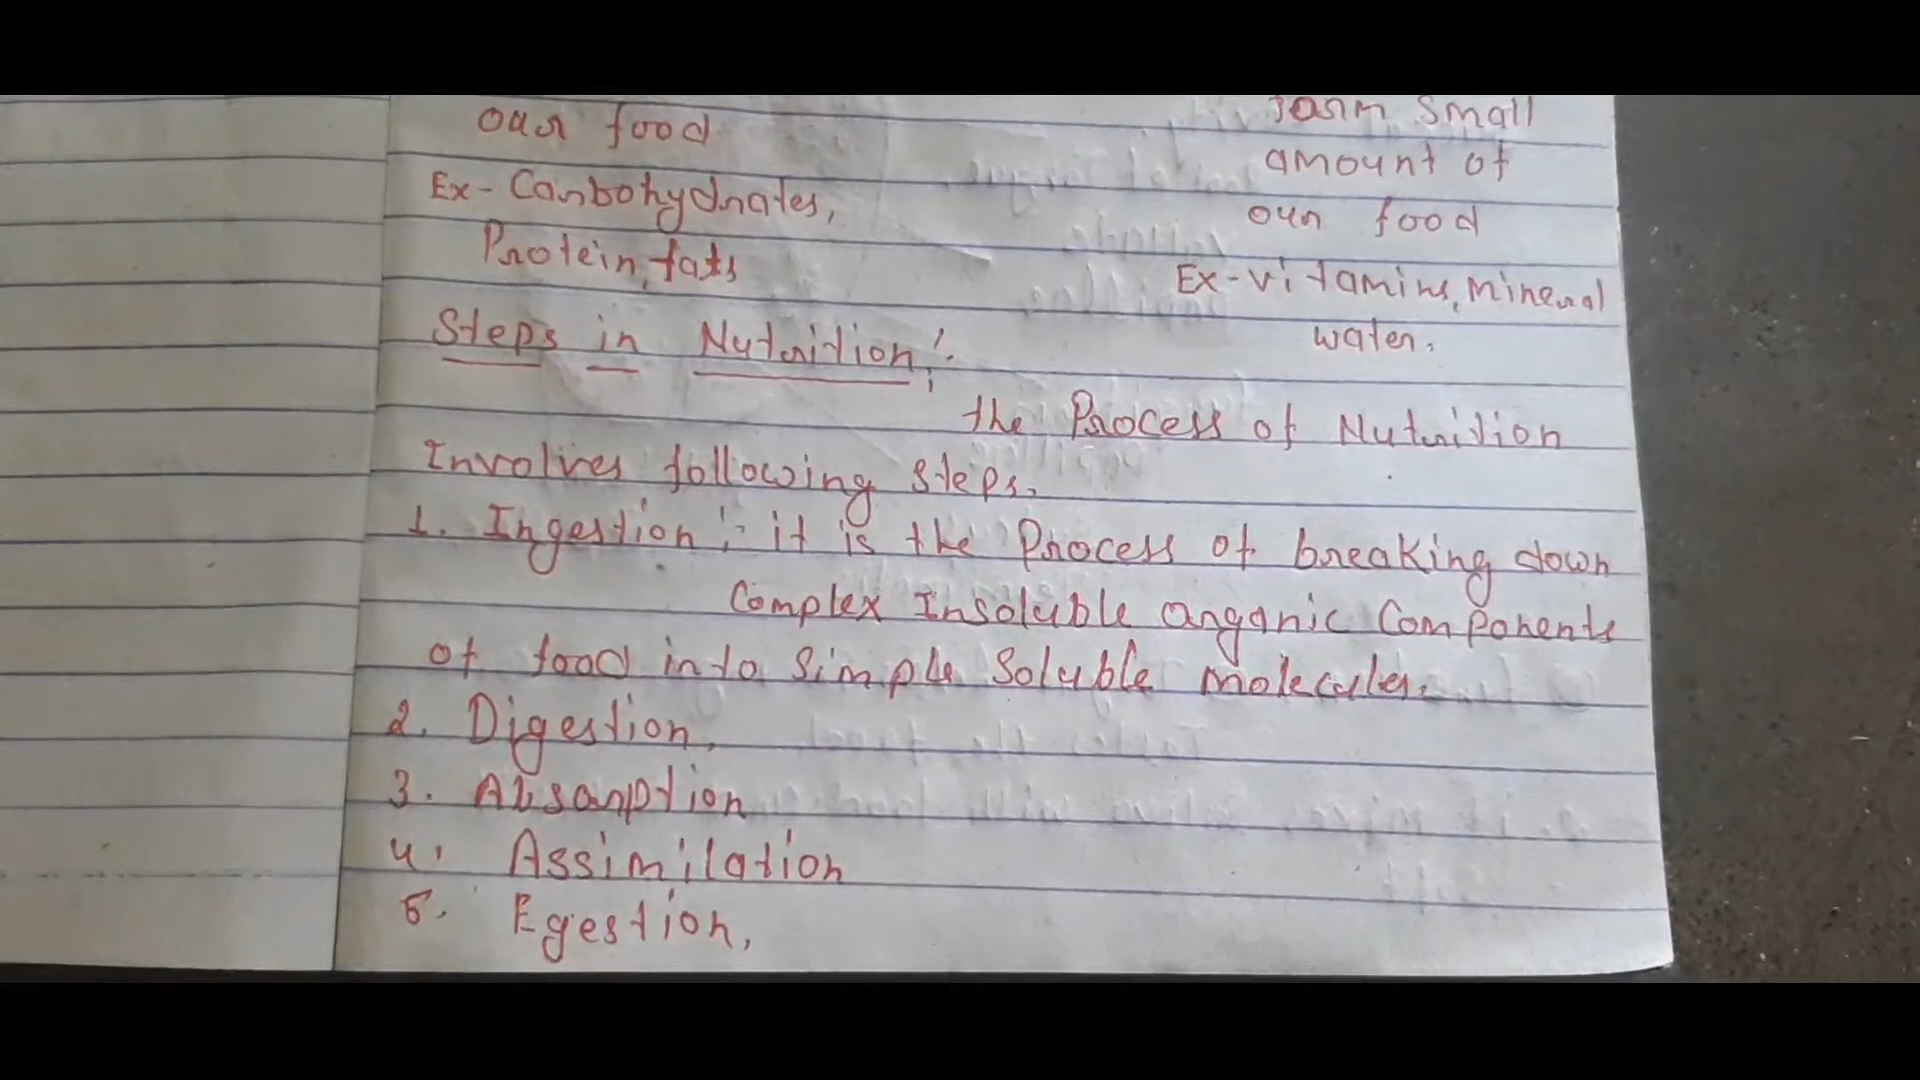 our food
Ex- Carbohydrates,
Protein, fats
form small
amount of
our food
Ex-vitamins, mineral
water.
Steps in Nutrition:
the Process of Nutrition
Involves following steps.
1. Ingestion: it is the Process of breaking down
Complex Insoluble organic Components
of food into Simple Soluble molecules.
2. Digestion.
3. Absorption
4. Assimilation
5. Egestion.